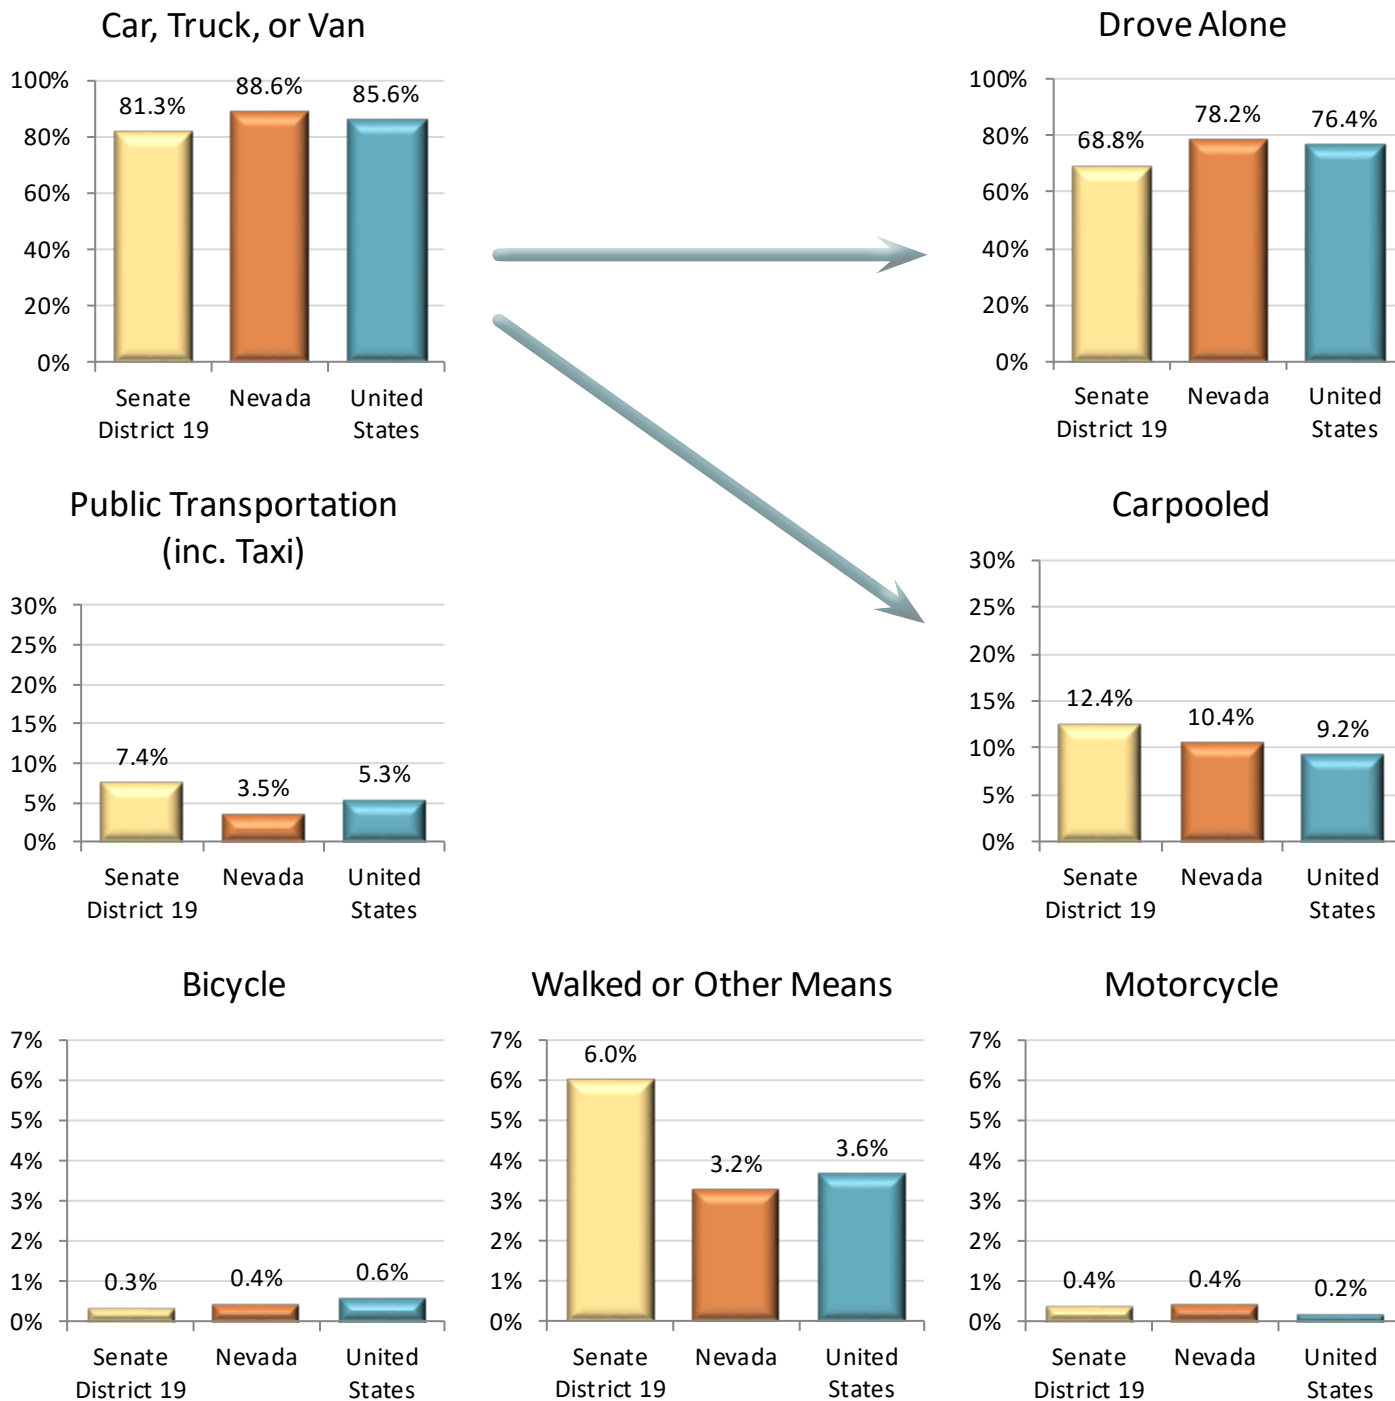 Car, Truck, or Van
100%
80%
60%
40%
20%
0%
81.3%
88.6%
85.6%
Senate
District 19
Nevada
United
States
Drove Alone
100%
80%
60%
40%
20%
0%
68.8%
78.2%
76.4%
Senate
District 19
Nevada
United
States
Public Transportation
(inc. Taxi)
30%
25%
20%
15%
10%
5%
0%
7.4%
3.5%
5.3%
Senate
District 19
Nevada
United
States
Carpooled
30%
25%
20%
15%
10%
5%
0%
12.4%
10.4%
9.2%
Senate
District 19
Nevada
United
States
Bicycle
7%
6%
5%
4%
3%
2%
1%
0%
0.3%
0.4%
0.6%
Senate
District 19
Nevada
United
States
Walked or Other Means
7%
6%
5%
4%
3%
2%
1%
0%
6.0%
3.2%
3.6%
Senate
District 19
Nevada
United
States
Motorcycle
7%
6%
5%
4%
3%
2%
1%
0%
0.4%
0.4%
0.2%
Senate
District 19
Nevada
United
States